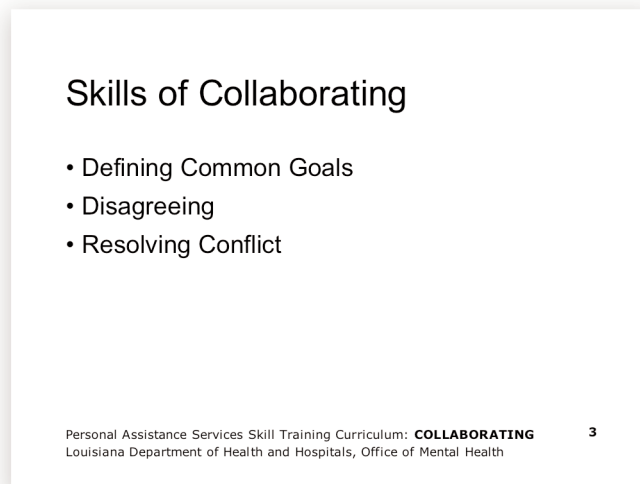 Skills of Collaborating
• Defining Common Goals
• Disagreeing
• Resolving Conflict
Personal Assistance Services Skill Training Curriculum: COLLABORATING
3
Louisiana Department of Health and Hospitals, Office of Mental Health